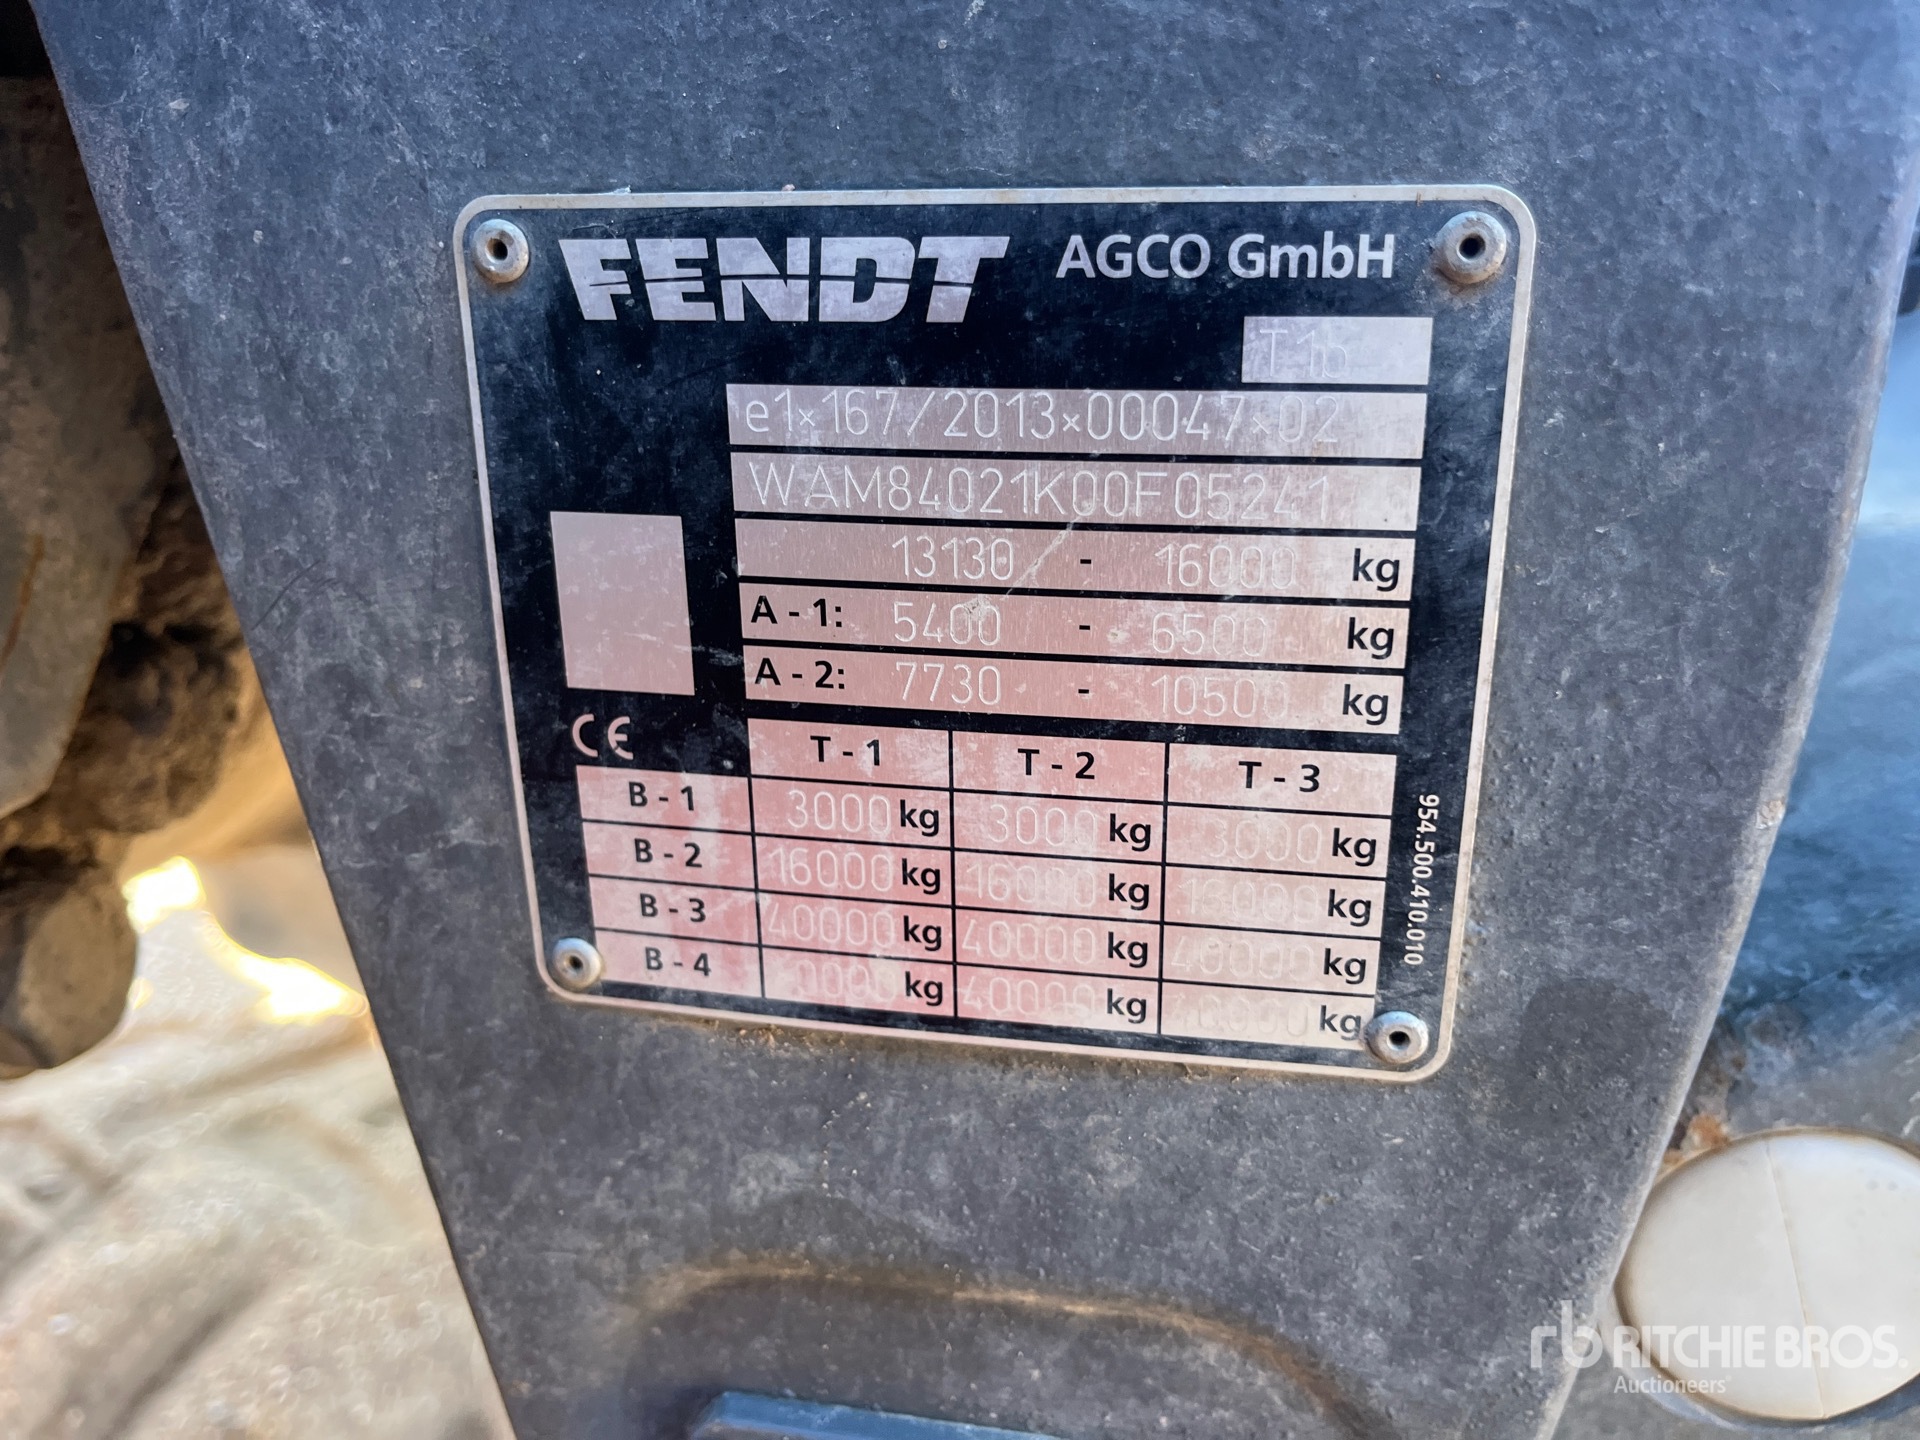 FENDT AGCO GmbH
T1b
e1×167/2013×00047×02
WAM84021K00F05241
13130 - 16000 kg
A - 1: 5400 - 6500 kg
A - 2: 7730 - 10500 kg
CE
T - 1 T - 2 T - 3
B - 1 3000 kg 3000 kg 3000 kg
B - 2 16000 kg 16000 kg 16000 kg
B - 3 40000 kg 40000 kg 40000 kg
B - 4 kg 40000 kg kg
954.500.410.010
rb RITCHIE BROS.
Auctioneers